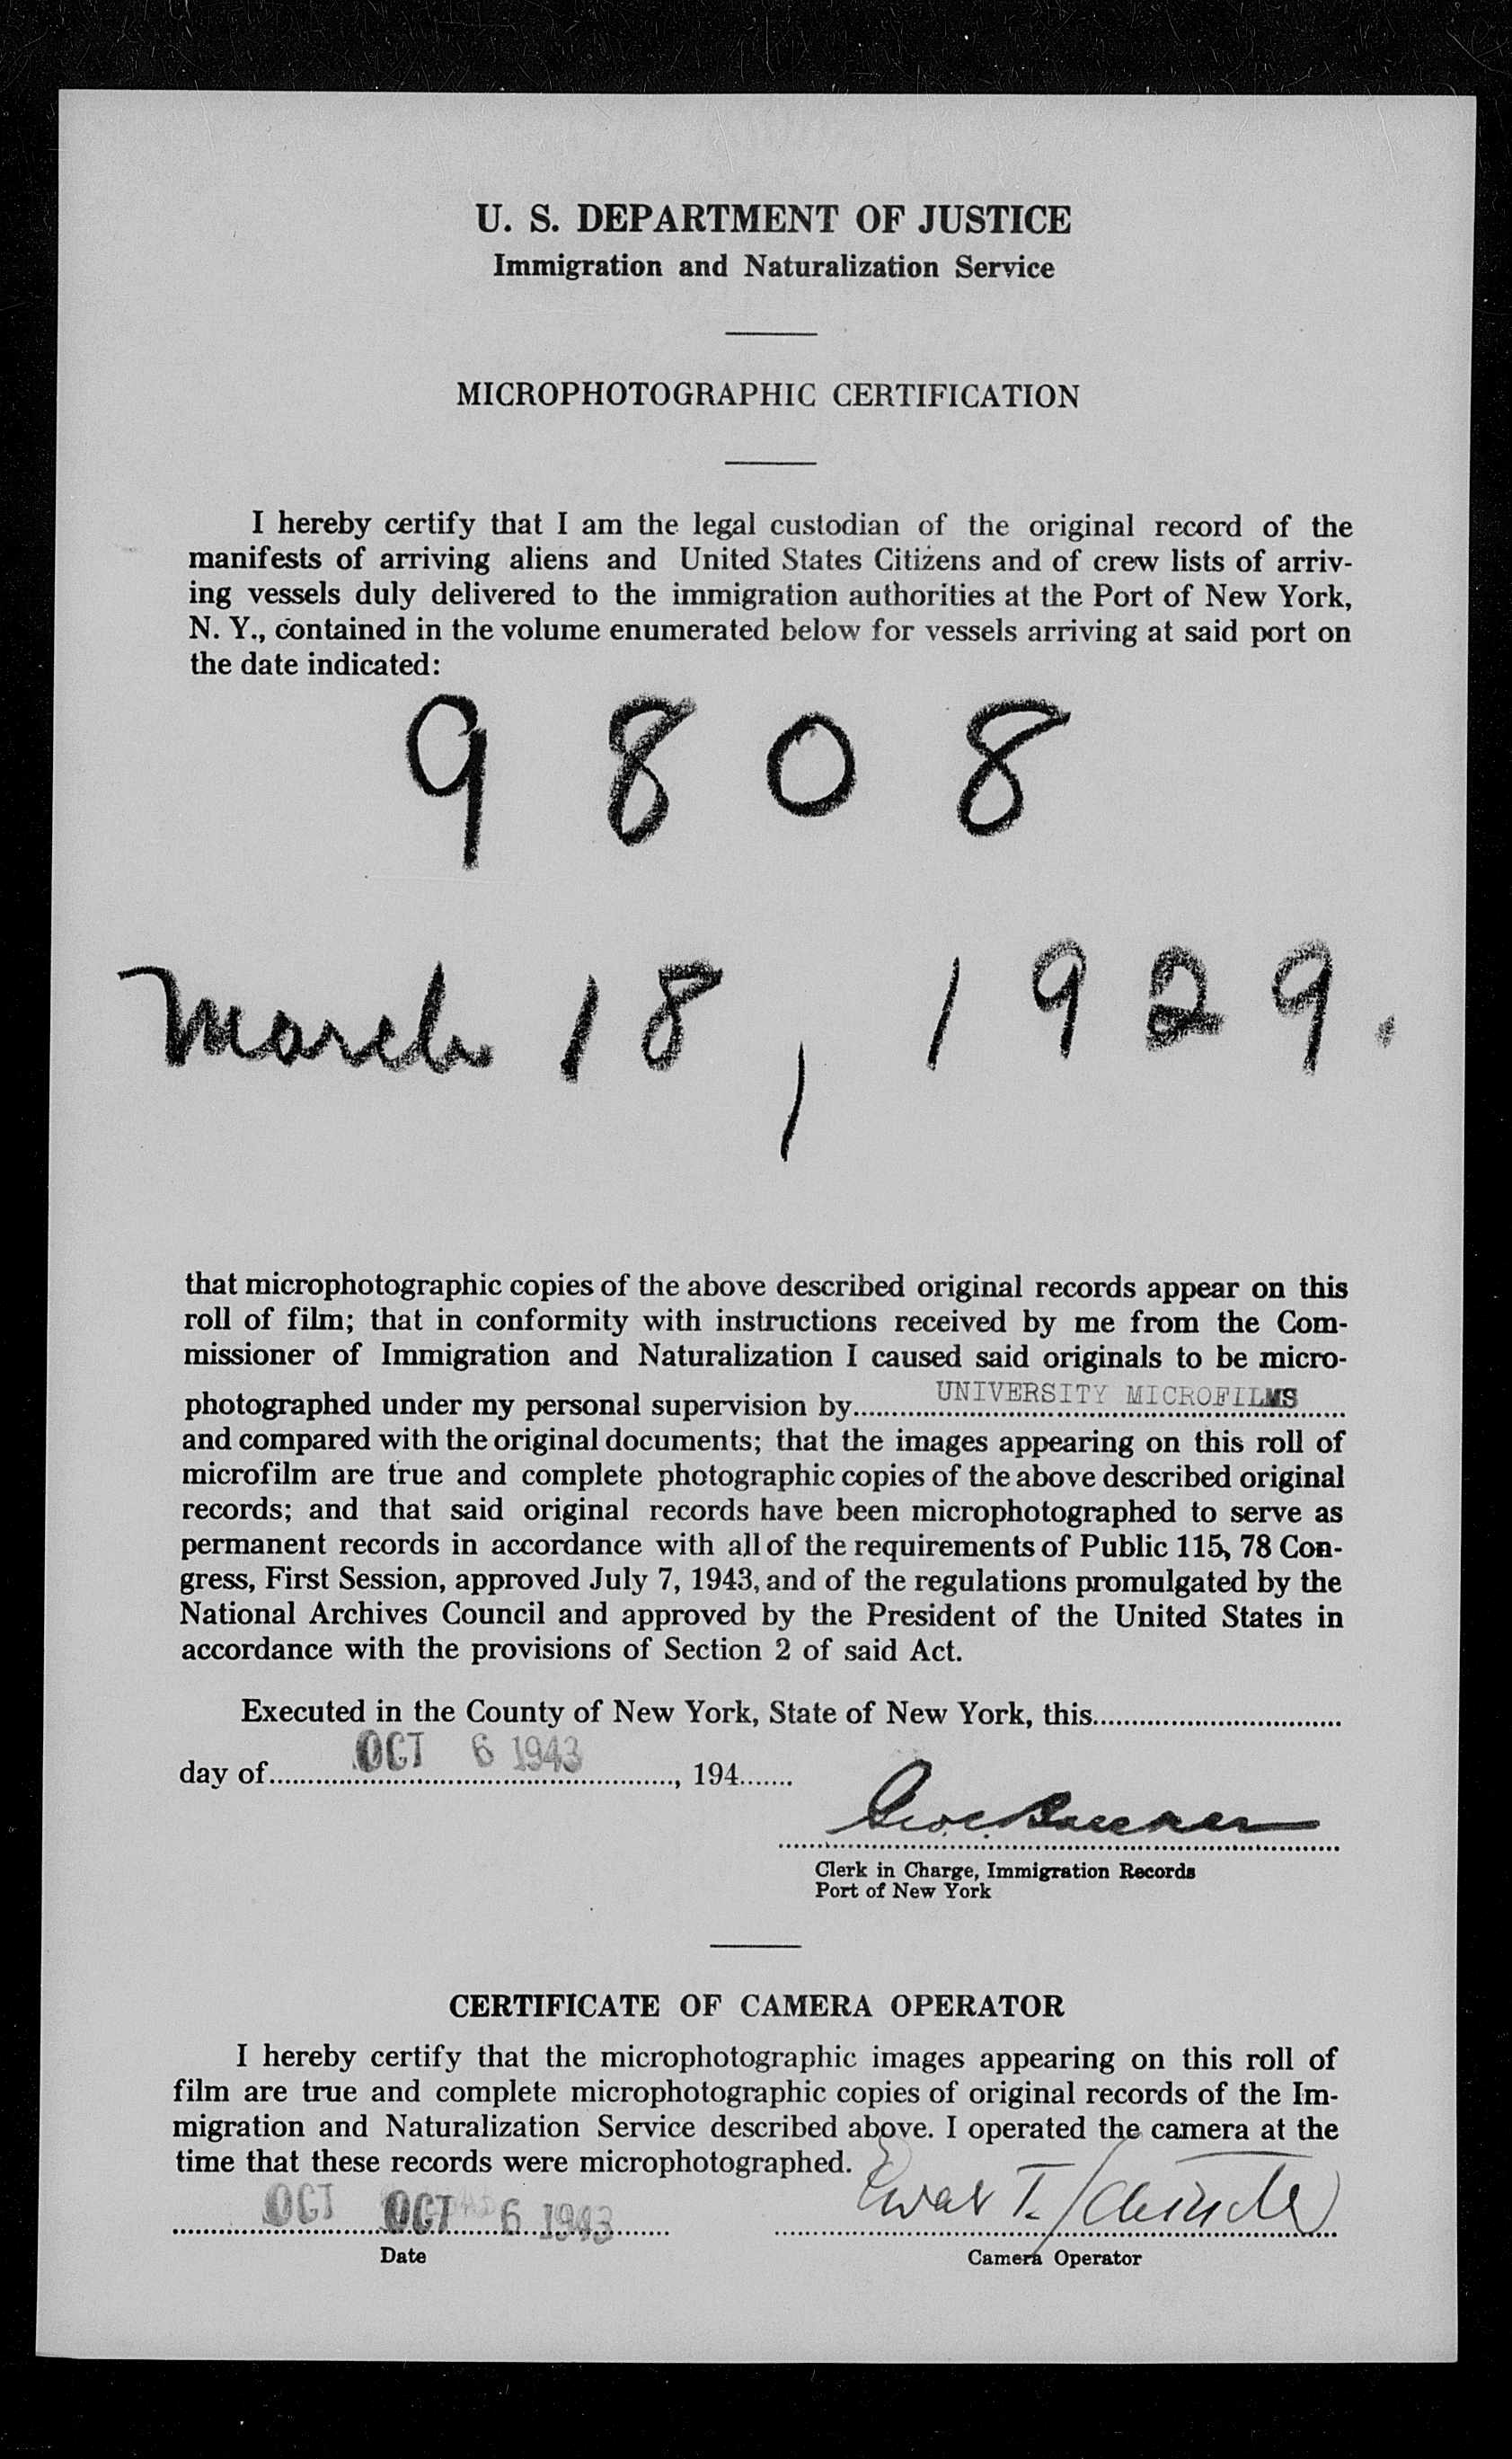 U. S. DEPARTMENT OF JUSTICE
Immigration and Naturalization Service
MICROPHOTOGRAPHIC CERTIFICATION
I hereby certify that I am the legal custodian of the original record of the
manifests of arriving aliens and United States Citizens and of crew lists of arriv-
ing vessels duly delivered to the immigration authorities at the Port of New York,
N. Y., contained in the volume enumerated below for vessels arriving at said port on
the date indicated:
9808
March 18, 1929.
that microphotographic copies of the above described original records appear on this
roll of film; that in conformity with instructions received by me from the Com-
missioner of Immigration and Naturalization I caused said originals to be micro-
photographed under my personal supervision by UNIVERSITY MICROFILMS
and compared with the original documents; that the images appearing on this roll of
microfilm are true and complete photographic copies of the above described original
records; and that said original records have been microphotographed to serve as
permanent records in accordance with all of the requirements of Public 115, 78 Con-
gress, First Session, approved July 7, 1943, and of the regulations promulgated by the
National Archives Council and approved by the President of the United States in
accordance with the provisions of Section 2 of said Act.
Executed in the County of New York, State of New York, this
day of OCT 6 1943, 194
Clerk in Charge, Immigration Records
Port of New York
CERTIFICATE OF CAMERA OPERATOR
I hereby certify that the microphotographic images appearing on this roll of
film are true and complete microphotographic copies of original records of the Im-
migration and Naturalization Service described above. I operated the camera at the
time that these records were microphotographed.
OCT OCT 6 1943
Date
Camera Operator